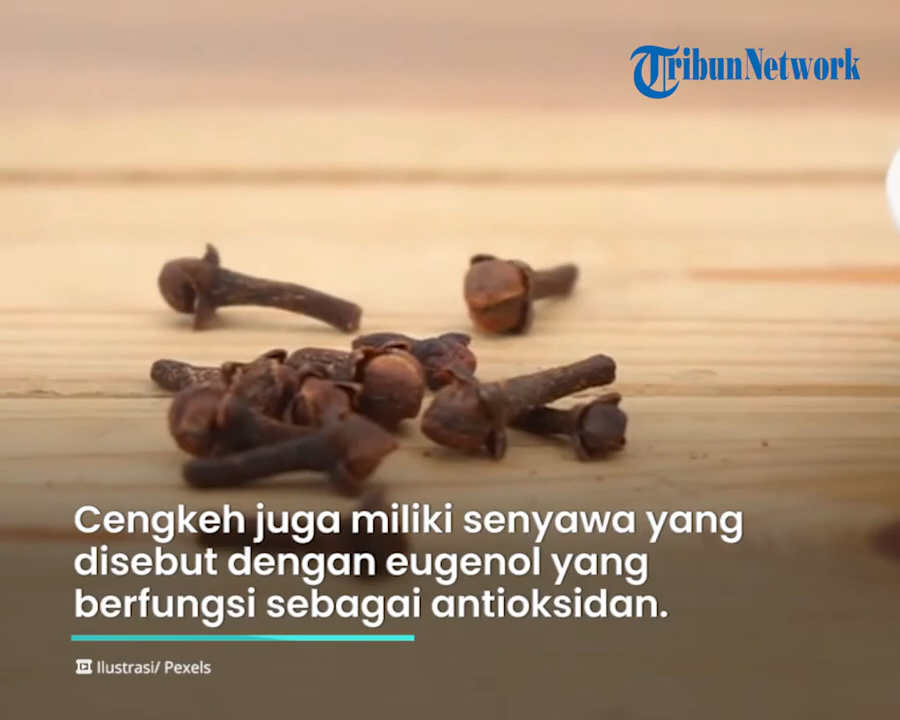 TribunNetwork
Cengkeh juga miliki senyawa yang
disebut dengan eugenol yang
berfungsi sebagai antioksidan.
Ilustrasi/ Pexels